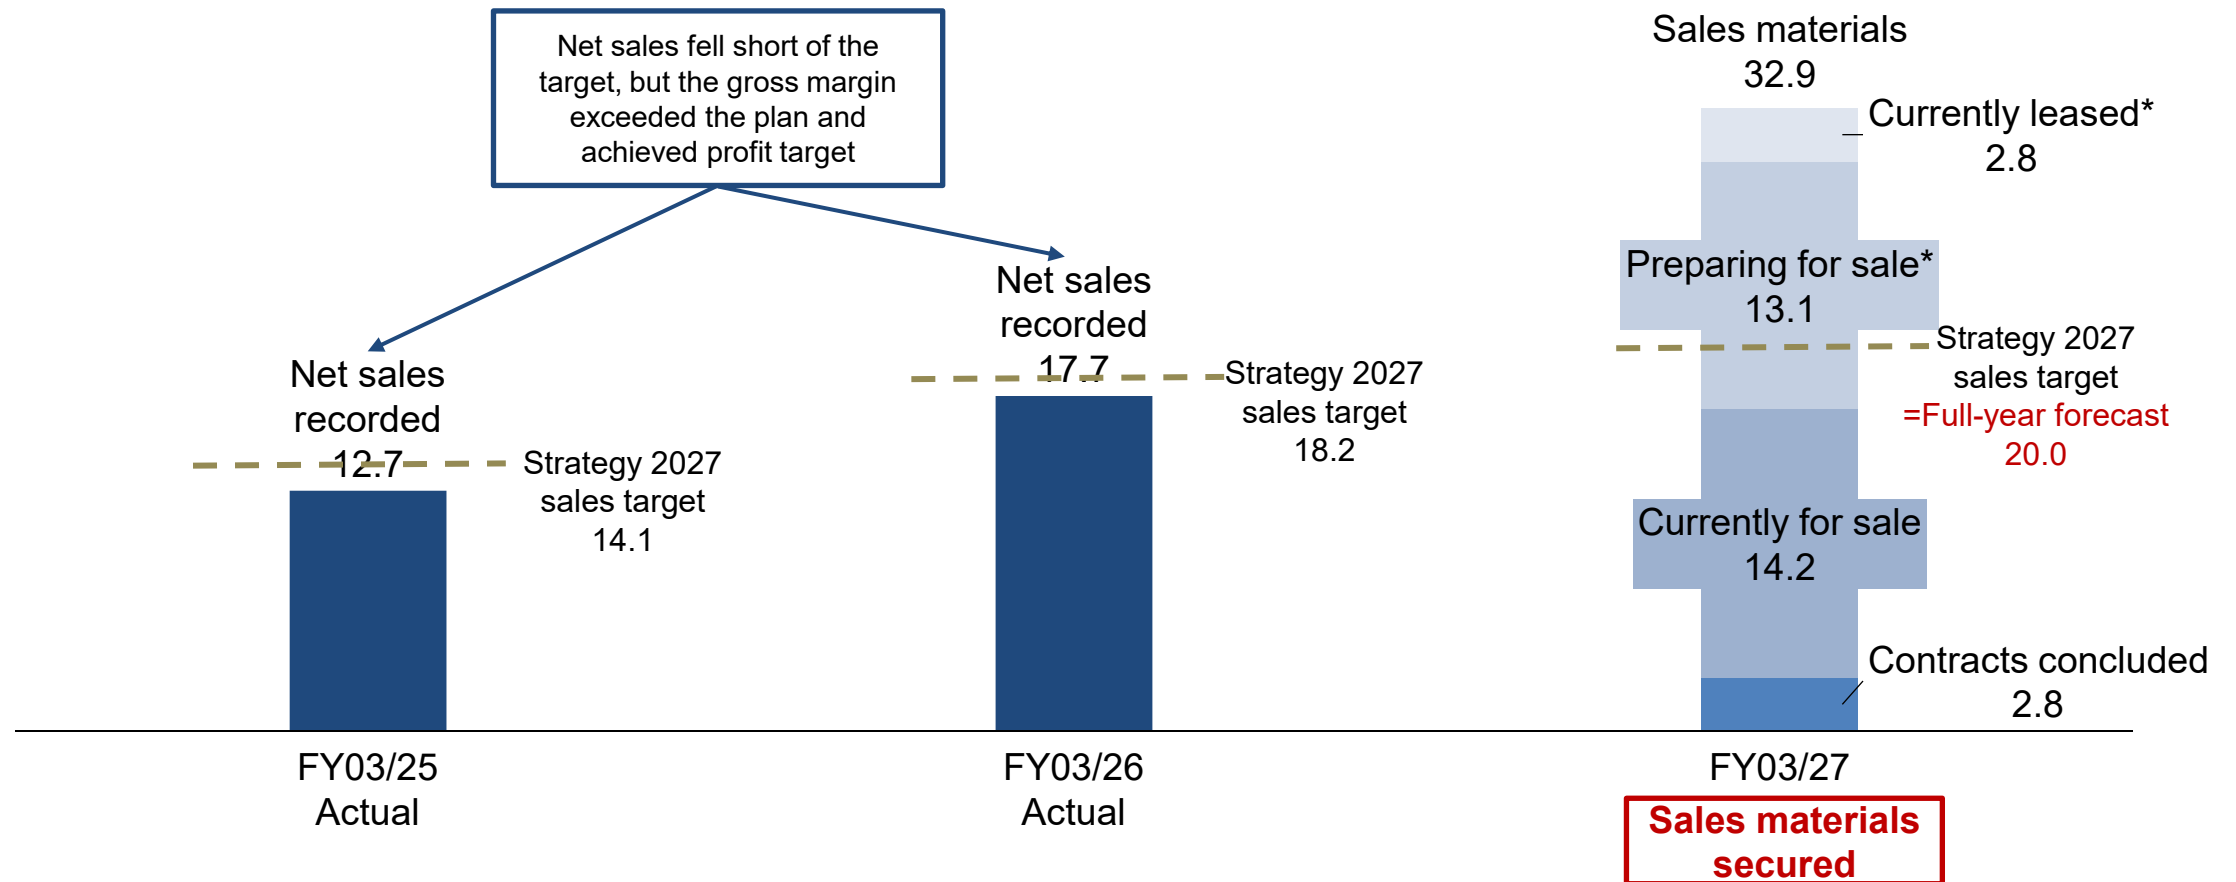 Net sales fell short of the
target, but the gross margin
exceeded the plan and
achieved profit target
Net sales
recorded
12.7
Strategy 2027
sales target
14.1
FY03/25
Actual
Net sales
recorded
17.7
Strategy 2027
sales target
18.2
FY03/26
Actual
Sales materials
32.9
Currently leased*
2.8
Preparing for sale*
13.1
Strategy 2027
sales target
=Full-year forecast
20.0
Currently for sale
14.2
Contracts concluded
2.8
FY03/27
Sales materials
secured